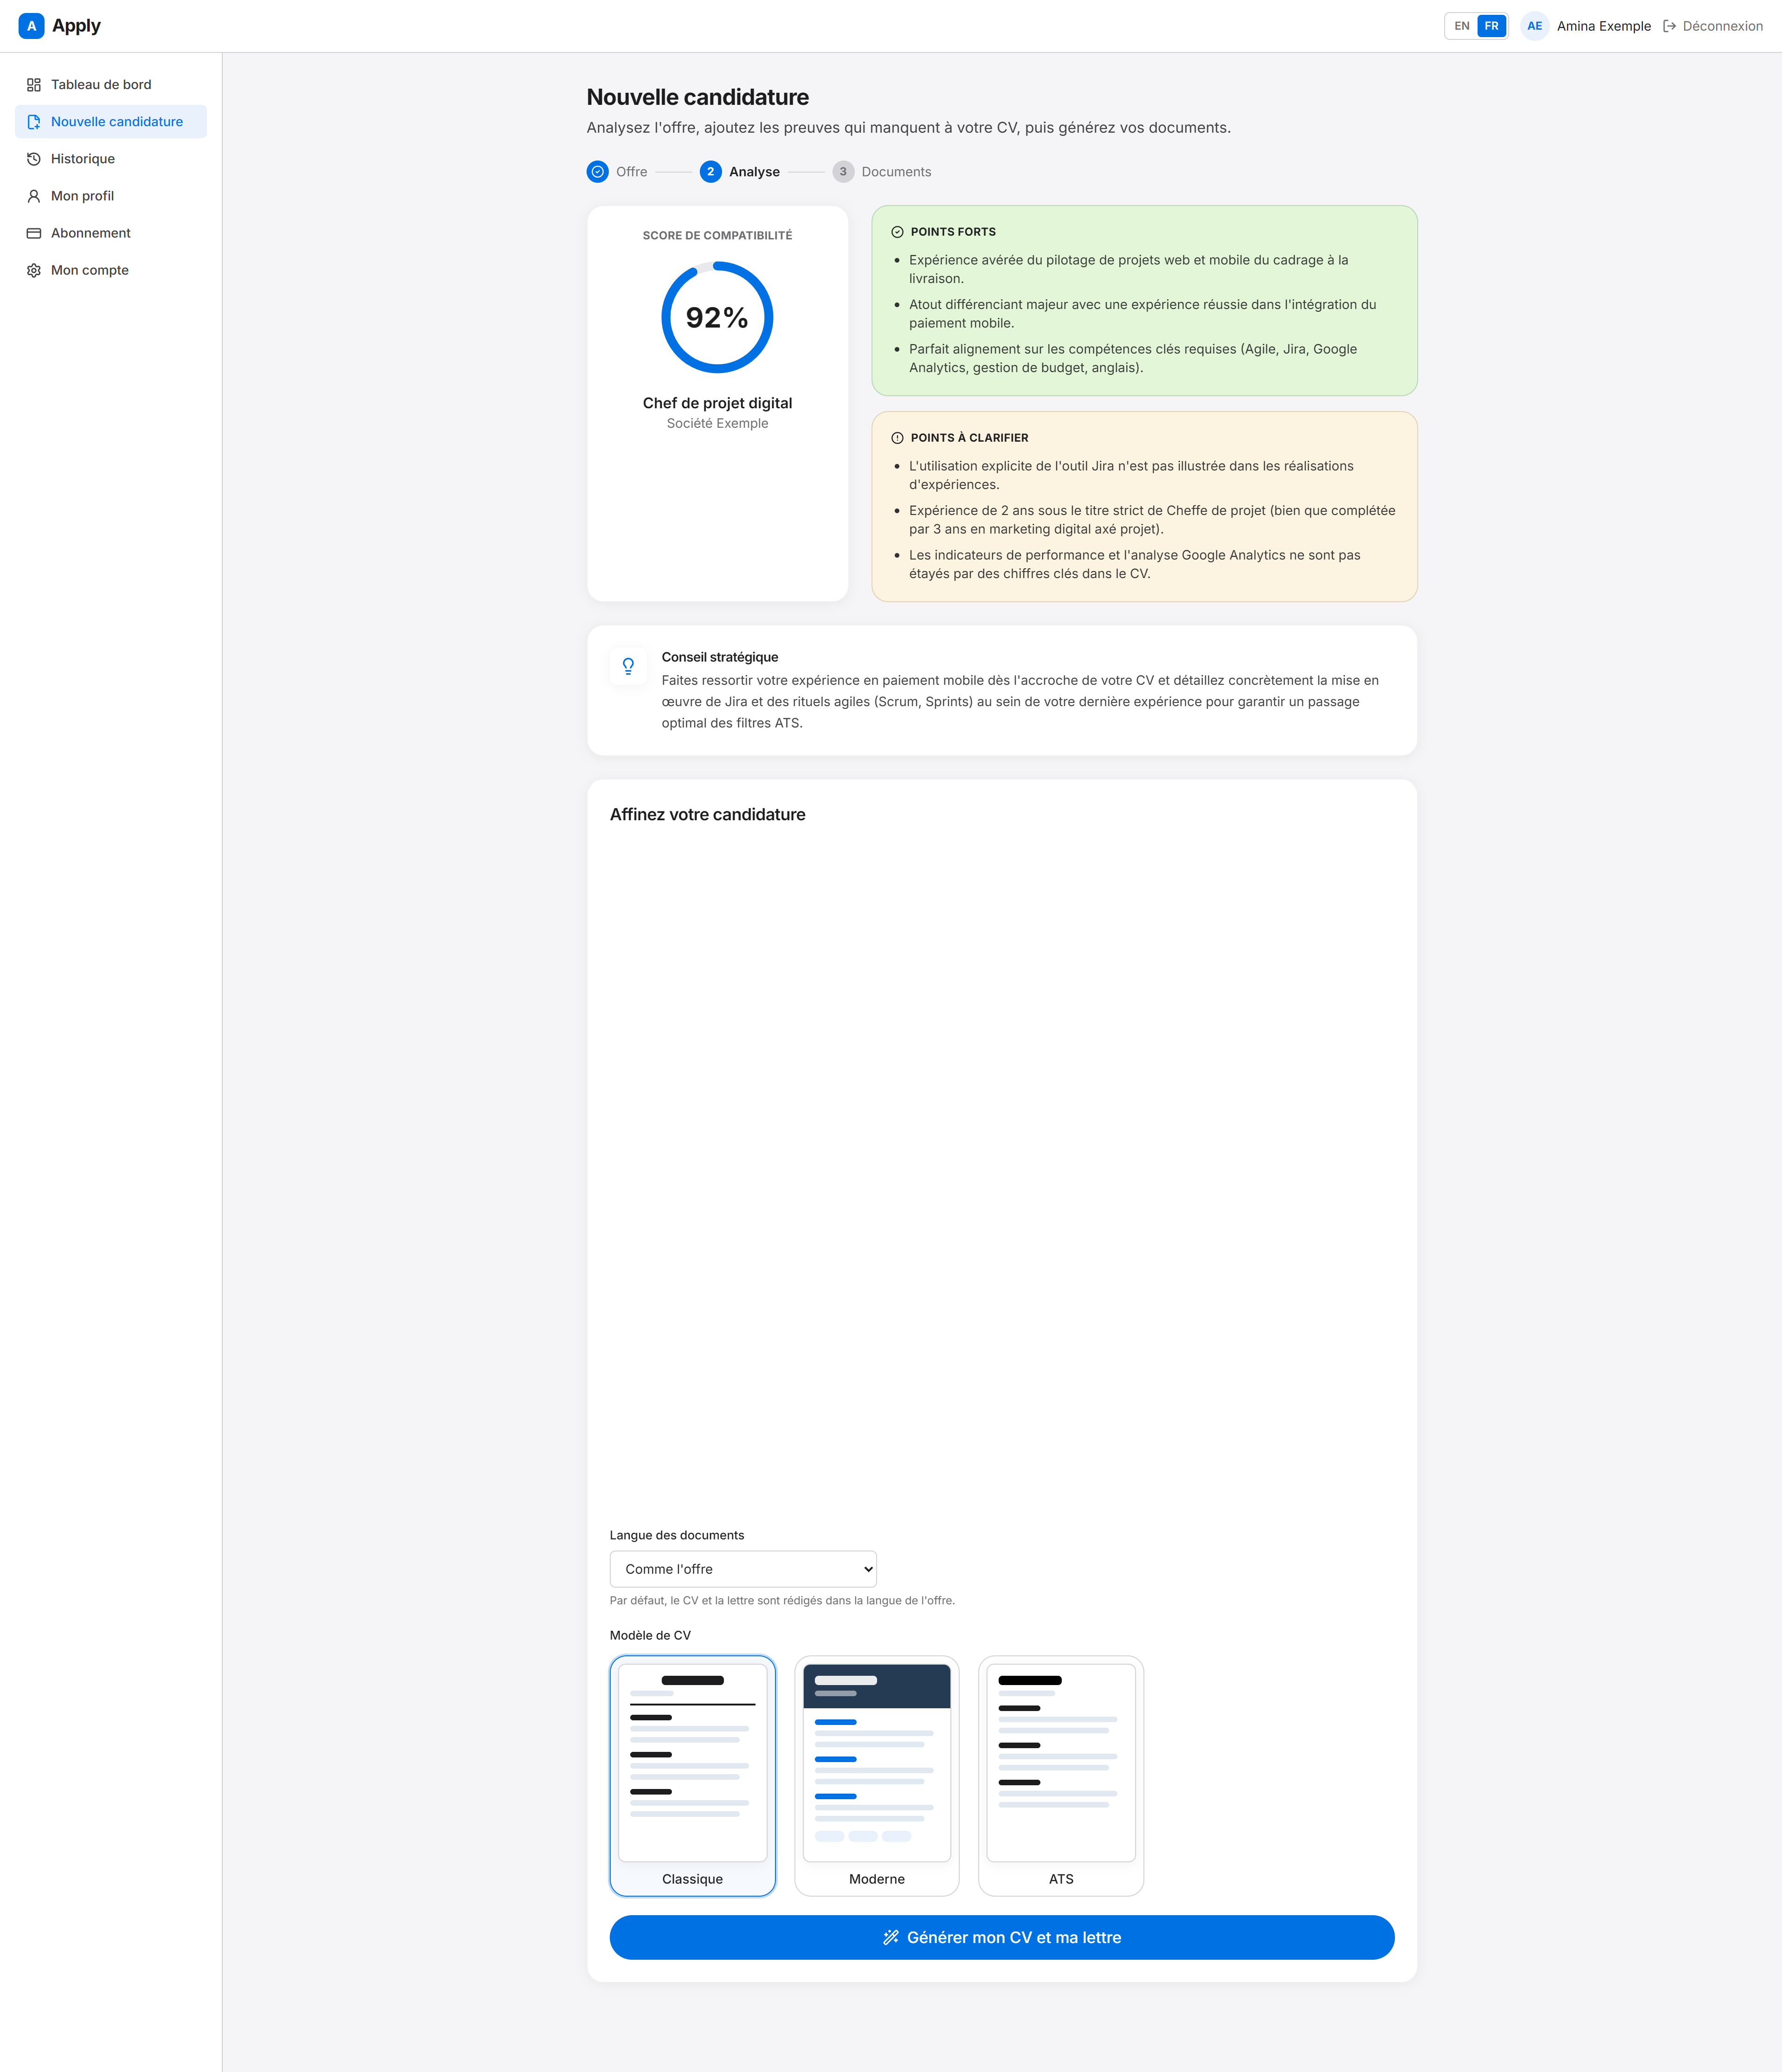 A Apply
EN FR AE Amina Exemple Déconnexion
Tableau de bord
Nouvelle candidature
Historique
Mon profil
Abonnement
Mon compte
Nouvelle candidature
Analysez l'offre, ajoutez les preuves qui manquent à votre CV, puis générez vos documents.
Offre 2 Analyse 3 Documents
SCORE DE COMPATIBILITÉ
92%
Chef de projet digital
Société Exemple
POINTS FORTS
Expérience avérée du pilotage de projets web et mobile du cadrage à la
livraison.
Atout différenciant majeur avec une expérience réussie dans l'intégration du
paiement mobile.
Parfait alignement sur les compétences clés requises (Agile, Jira, Google
Analytics, gestion de budget, anglais).
POINTS À CLARIFIER
L'utilisation explicite de l'outil Jira n'est pas illustrée dans les réalisations
d'expériences.
Expérience de 2 ans sous le titre strict de Cheffe de projet (bien que complétée
par 3 ans en marketing digital axé projet).
Les indicateurs de performance et l'analyse Google Analytics ne sont pas
étayés par des chiffres clés dans le CV.
Conseil stratégique
Faites ressortir votre expérience en paiement mobile dès l'accroche de votre CV et détaillez concrètement la mise en
œuvre de Jira et des rituels agiles (Scrum, Sprints) au sein de votre dernière expérience pour garantir un passage
optimal des filtres ATS.
Affinez votre candidature
Langue des documents
Comme l'offre
Par défaut, le CV et la lettre sont rédigés dans la langue de l'offre.
Modèle de CV
Classique Moderne ATS
Générer mon CV et ma lettre